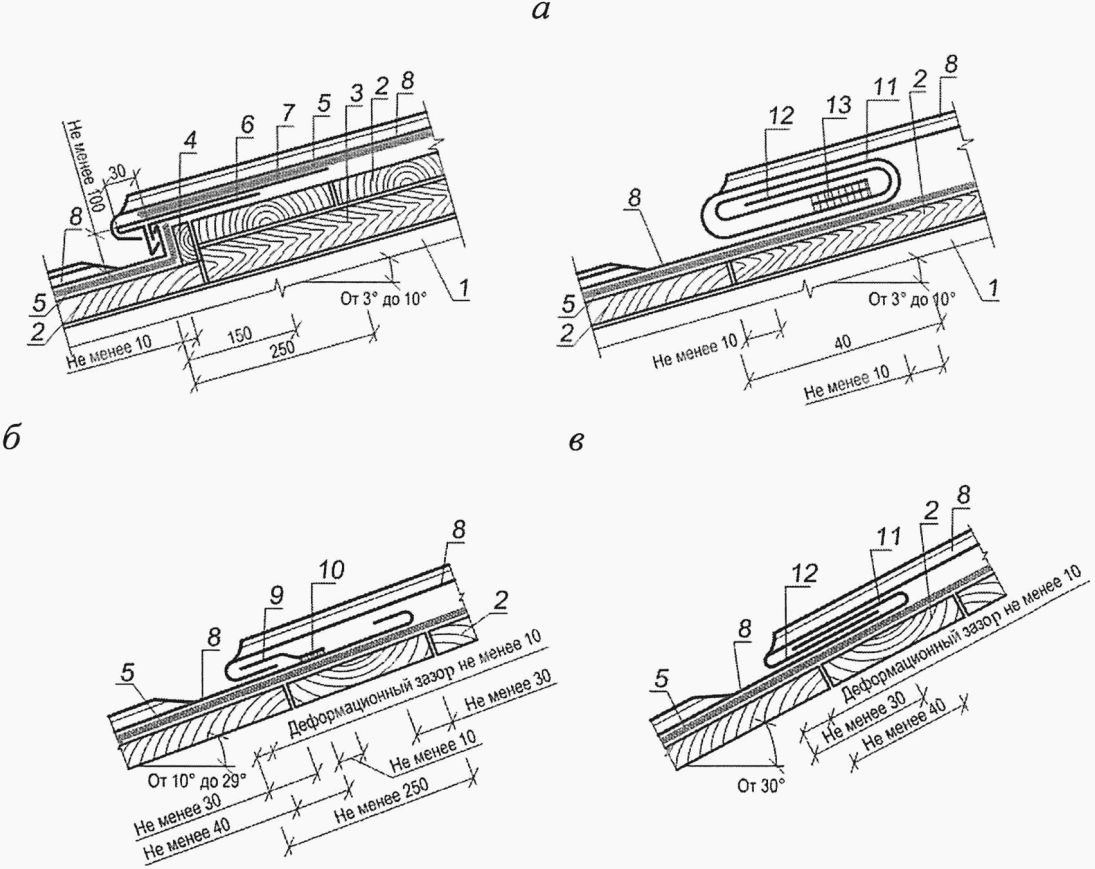 а
Не менее 100
30
4
6
7
5
3
2
8
8
5
2
1
От 3° до 10°
Не менее 10
150
250
12
13
11
2
8
8
5
2
1
От 3° до 10°
Не менее 10
40
Не менее 10
б
8
10
9
8
5
2
От 10° до 29°
Деформационный зазор не менее 10
Не менее 30
Не менее 10
Не менее 250
Не менее 30
Не менее 40
в
8
2
11
12
8
5
От 30°
Деформационный зазор не менее 10
Не менее 30
Не менее 40